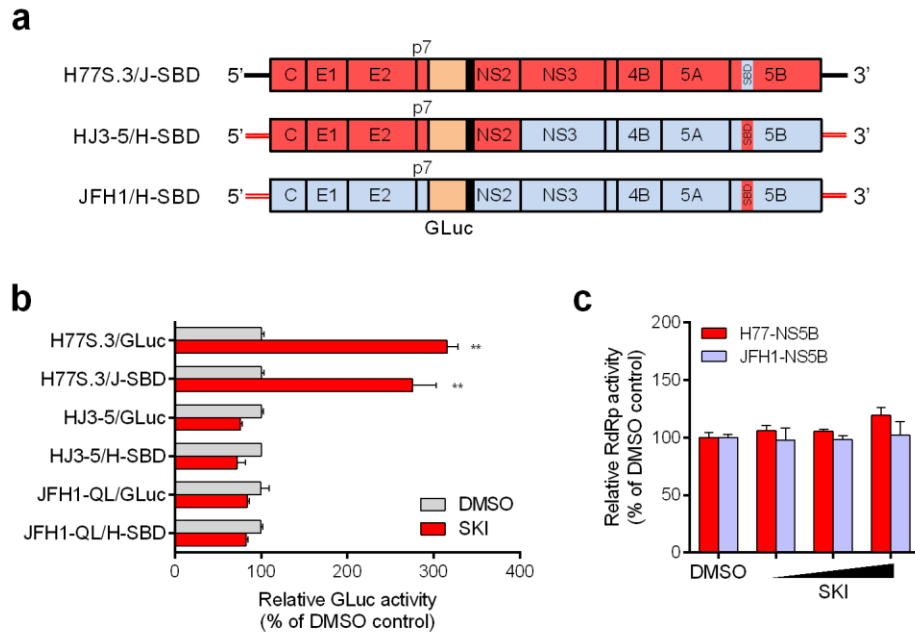 a
p7
H77S.3/J-SBD 5' C E1 E2 NS2 NS3 4B 5A SBD 5B 3'
p7
HJ3-5/H-SBD 5' C E1 E2 NS2 NS3 4B 5A SBD 5B 3'
p7
JFH1/H-SBD 5' C E1 E2 NS2 NS3 4B 5A SBD 5B 3'
GLuc
b
H77S.3/GLuc
**
H77S.3/J-SBD
**
HJ3-5/GLuc
HJ3-5/H-SBD
JFH1-QL/GLuc
JFH1-QL/H-SBD
DMSO
SKI
0 100 200 300 400
Relative GLuc activity
(% of DMSO control)
c
Relative RdRp activity
(% of DMSO control)
200
150
100
50
0
H77-NS5B
JFH1-NS5B
DMSO
SKI